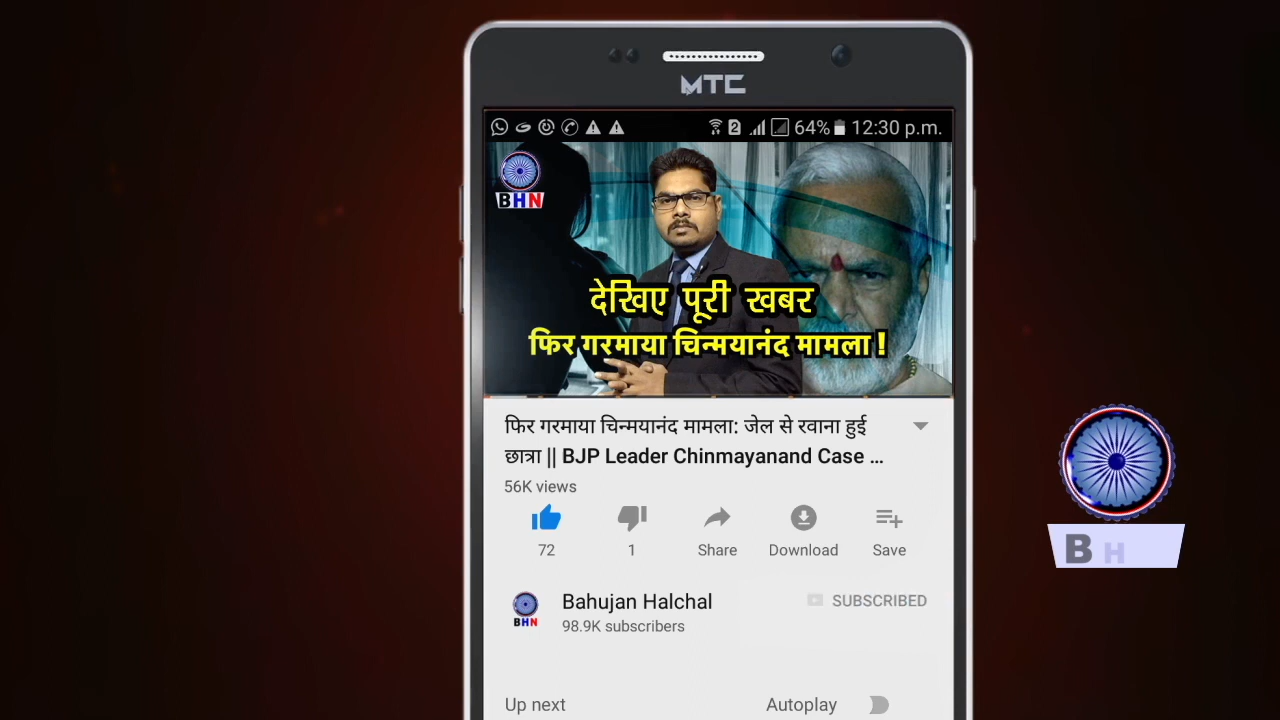 MTC
2 64% 12:30 p.m.
BHN
देखिए पूरी खबर
फिर गरमाया चिन्मयानंद मामला !
फिर गरमाया चिन्मयानंद मामला: जेल से रवाना हुई
छात्रा || BJP Leader Chinmayanand Case ...
56K views
72 1 Share Download Save
Bahujan Halchal SUBSCRIBED
BHN 98.9K subscribers
Up next Autoplay
B H